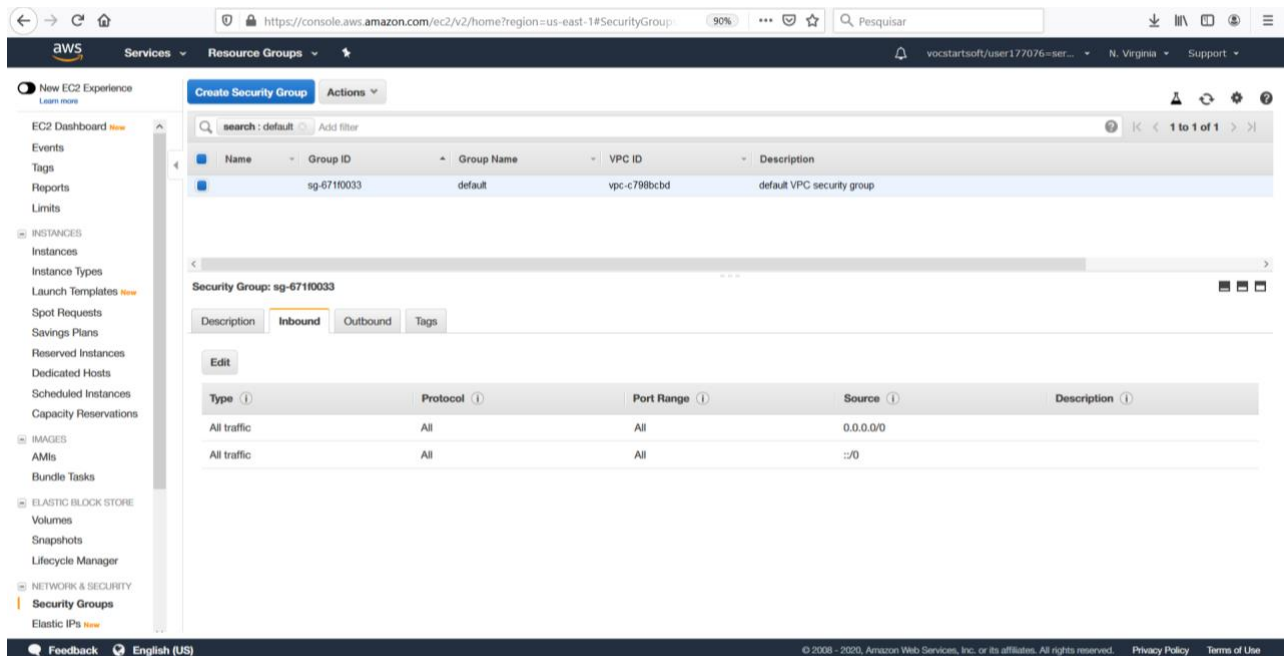 https://console.aws.amazon.com/ec2/v2/home?region=us-east-1#SecurityGroup
90%
Pesquisar
aws
Services
Resource Groups
vocstartsoft/user177076=ser...
N. Virginia
Support
New EC2 Experience
Learn more
Create Security Group
Actions
EC2 Dashboard New
search : default
Add filter
1 to 1 of 1
Events
Tags
Reports
Limits
Name
Group ID
Group Name
VPC ID
Description
sg-671f0033
default
vpc-c798bcbd
default VPC security group
INSTANCES
Instances
Instance Types
Launch Templates New
Spot Requests
Savings Plans
Reserved Instances
Dedicated Hosts
Scheduled Instances
Capacity Reservations
IMAGES
AMIs
Bundle Tasks
ELASTIC BLOCK STORE
Volumes
Snapshots
Lifecycle Manager
NETWORK & SECURITY
Security Groups
Elastic IPs New
Security Group: sg-671f0033
Description
Inbound
Outbound
Tags
Edit
Type
Protocol
Port Range
Source
Description
All traffic
All
All
0.0.0.0/0
All traffic
All
All
::/0
Feedback
English (US)
© 2008 - 2020, Amazon Web Services, Inc. or its affiliates. All rights reserved.
Privacy Policy
Terms of Use